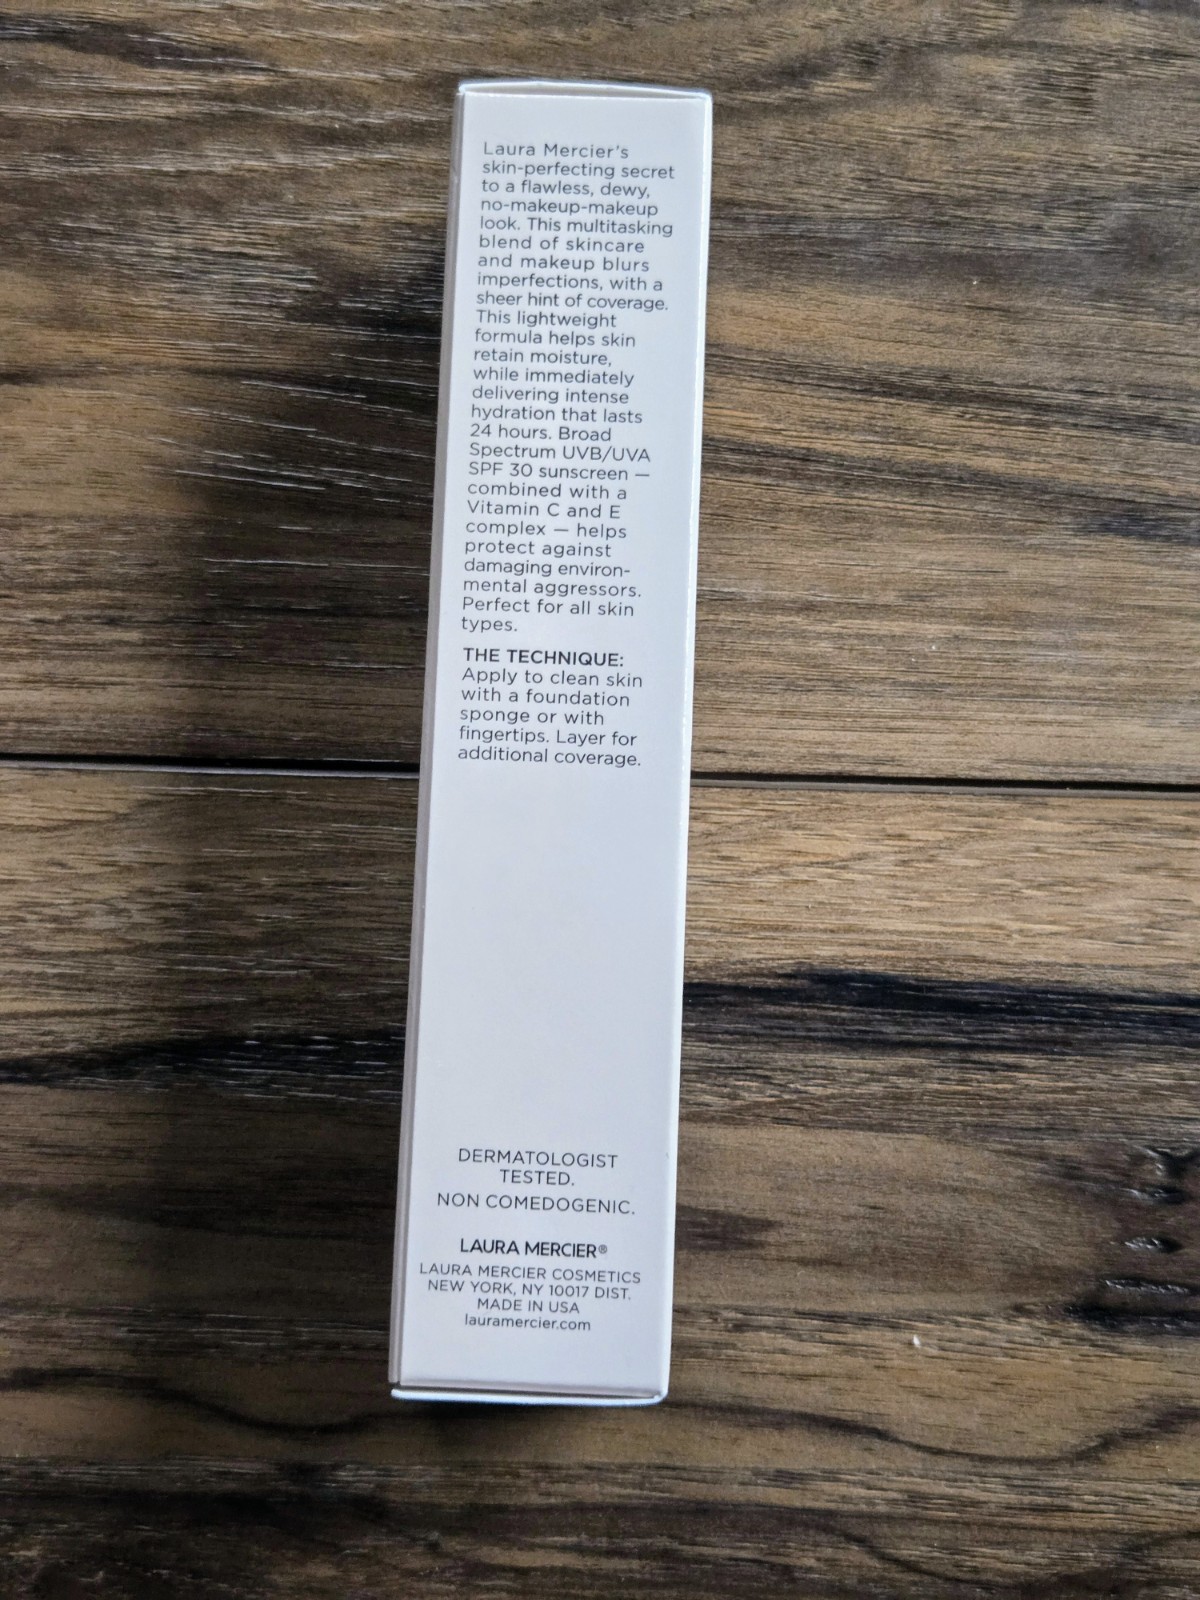 Laura Mercier's
skin-perfecting secret
to a flawless, dewy,
no-makeup-makeup
look. This multitasking
blend of skincare
and makeup blurs
imperfections, with a
sheer hint of coverage.
This lightweight
formula helps skin
retain moisture,
while immediately
delivering intense
hydration that lasts
24 hours. Broad
Spectrum UVB/UVA
SPF 30 sunscreen —
combined with a
Vitamin C and E
complex — helps
protect against
damaging environ-
mental aggressors.
Perfect for all skin
types.
THE TECHNIQUE:
Apply to clean skin
with a foundation
sponge or with
fingertips. Layer for
additional coverage.
DERMATOLOGIST
TESTED.
NON COMEDOGENIC.
LAURA MERCIER®
LAURA MERCIER COSMETICS
NEW YORK, NY 10017 DIST.
MADE IN USA
lauramercier.com